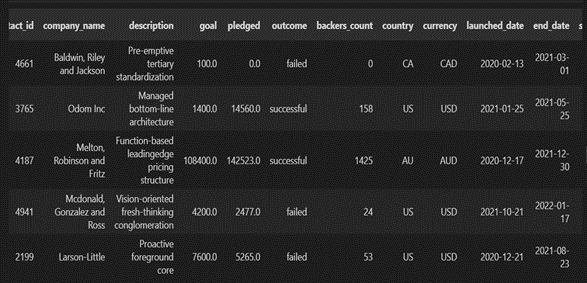 tact_id company_name description goal pledged outcome backers_count country currency launched_date end_date s
4661 Baldwin, Riley and Jackson Pre-emptive tertiary standardization 100.0 0.0 failed 0 CA CAD 2020-02-13 2021-03-01
3765 Odom Inc Managed bottom-line architecture 1400.0 14560.0 successful 158 US USD 2021-01-25 2021-05-25
4187 Melton, Robinson and Fritz Function-based leadingedge pricing structure 108400.0 142523.0 successful 1425 AU AUD 2020-12-17 2021-12-30
4941 Mcdonald, Gonzalez and Ross Vision-oriented fresh-thinking conglomeration 4200.0 2477.0 failed 24 US USD 2021-10-21 2022-01-17
2199 Larson-Little Proactive foreground core 7600.0 5265.0 failed 53 US USD 2020-12-21 2021-08-23